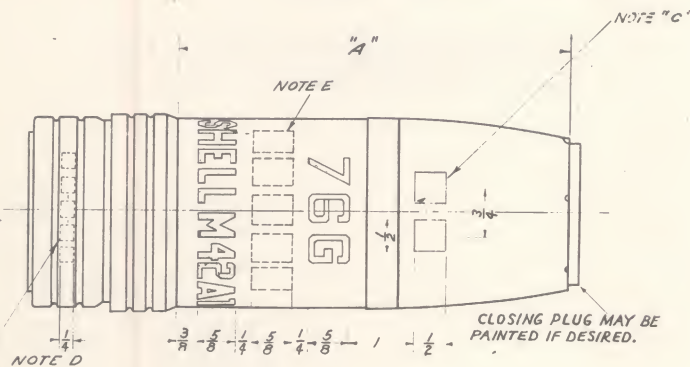 "A"
NOTE "C"
NOTE E
SHELL M42A1
76G
1/2
3/4
CLOSING PLUG MAY BE
PAINTED IF DESIRED.
1/4
3/8 5/8 1/4 5/8 1/4 5/8 1 1/2
NOTE D